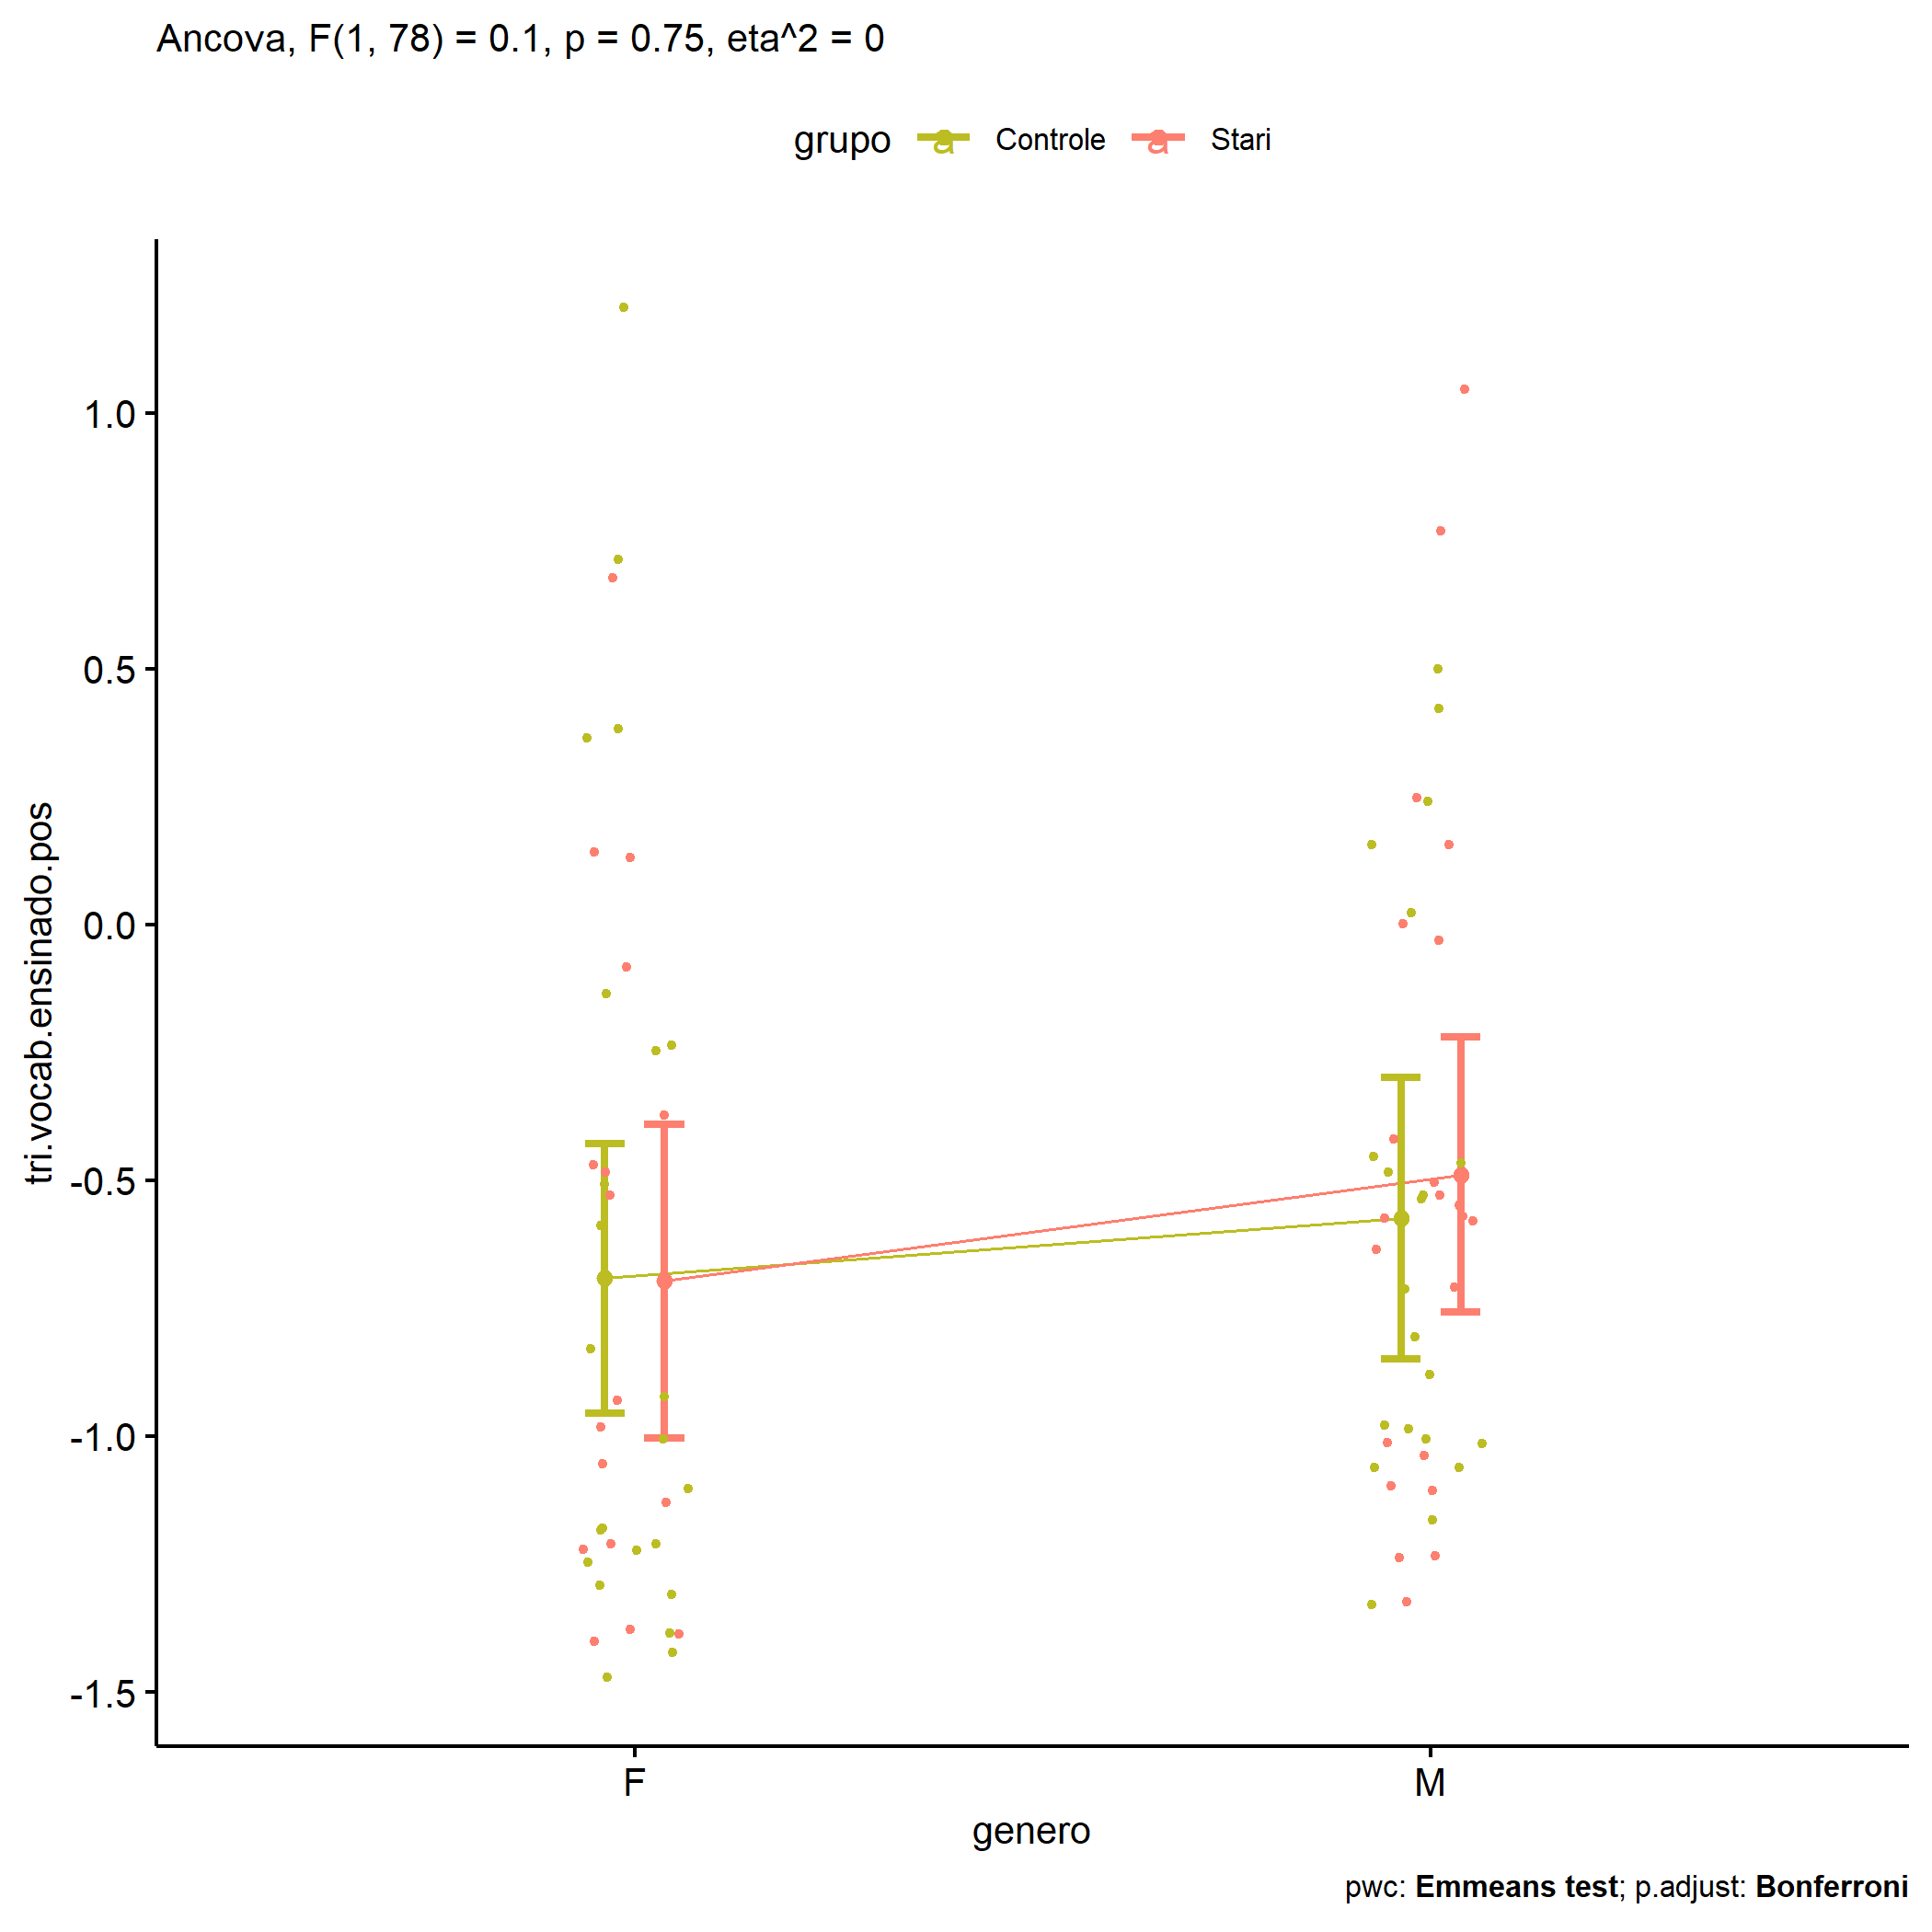 Ancova, F(1, 78) = 0.1, p = 0.75, eta^2 = 0
grupo a Controle a Stari
1.0
0.5
0.0
-0.5
-1.0
-1.5
tri.vocab.ensinado.pos
F M
genero
pwc: Emmeans test; p.adjust: Bonferroni